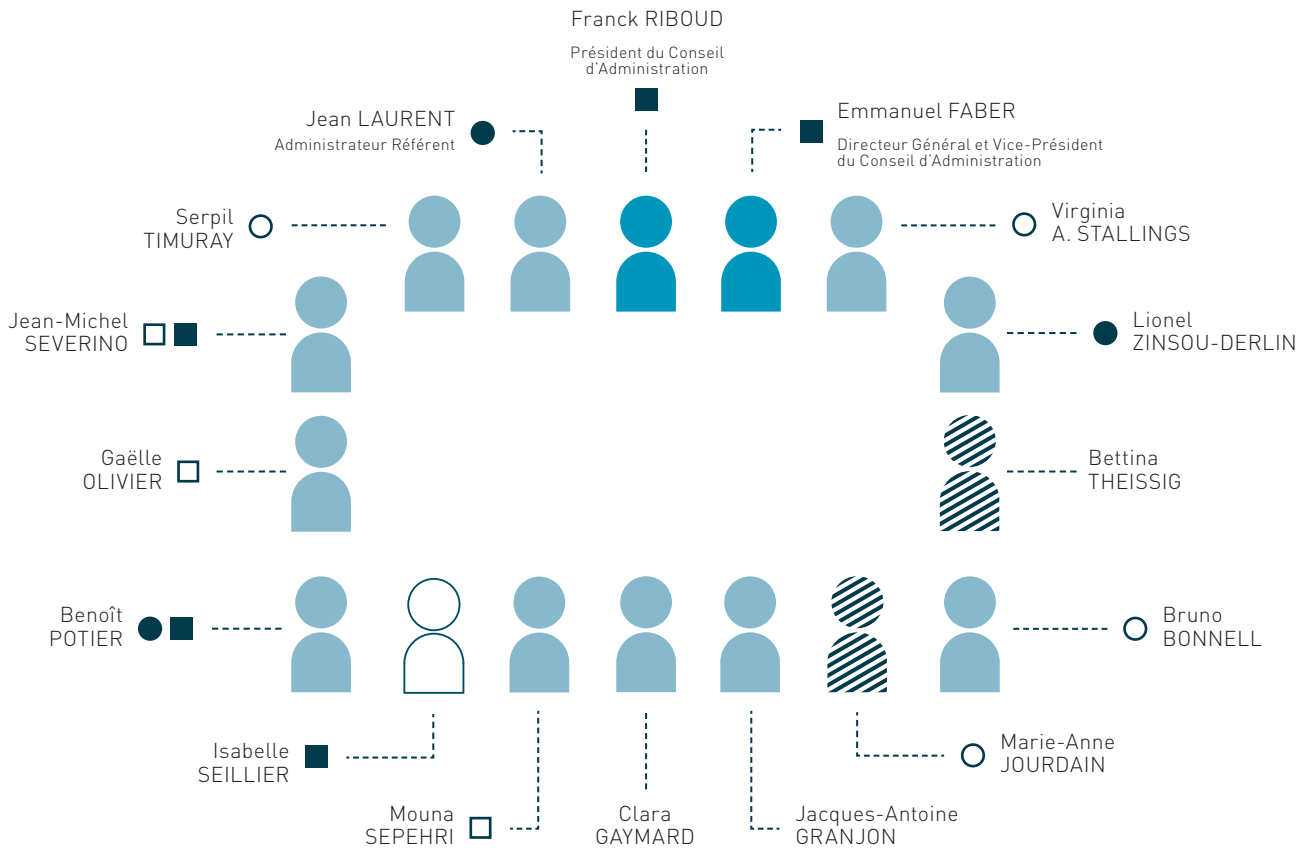 Franck RIBOUD
Président du Conseil
d'Administration
Jean LAURENT
Administrateur Référent
Emmanuel FABER
Directeur Général et Vice-Président
du Conseil d'Administration
Serpil
TIMURAY
Virginia
A. STALLINGS
Jean-Michel
SEVERINO
Lionel
ZINSOU-DERLIN
Gaëlle
OLIVIER
Bettina
THEISSIG
Benoît
POTIER
Bruno
BONNELL
Isabelle
SEILLIER
Marie-Anne
JOURDAIN
Mouna
SEPEHRI
Clara
GAYMARD
Jacques-Antoine
GRANJON